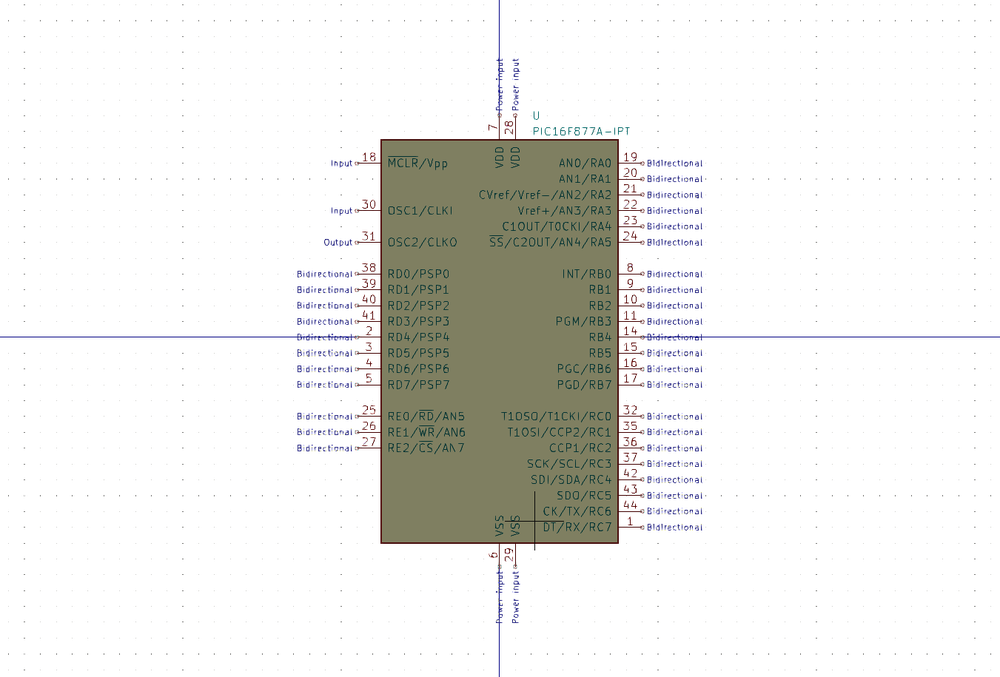 Power input Power input
7 28
U
PIC16F877A-IPT
VDD VDD
Input 18 MCLR/Vpp AN0/RA0 19 Bidirectional
AN1/RA1 20 Bidirectional
CVref/Vref-/AN2/RA2 21 Bidirectional
Input 30 OSC1/CLKI Vref+/AN3/RA3 22 Bidirectional
C1OUT/T0CKI/RA4 23 Bidirectional
Output 31 OSC2/CLKO SS/C2OUT/AN4/RA5 24 Bidirectional
Bidirectional 38 RD0/PSP0 INT/RB0 8 Bidirectional
Bidirectional 39 RD1/PSP1 RB1 9 Bidirectional
Bidirectional 40 RD2/PSP2 RB2 10 Bidirectional
Bidirectional 41 RD3/PSP3 PGM/RB3 11 Bidirectional
Bidirectional 2 RD4/PSP4 RB4 14 Bidirectional
Bidirectional 3 RD5/PSP5 RB5 15 Bidirectional
Bidirectional 4 RD6/PSP6 PGC/RB6 16 Bidirectional
Bidirectional 5 RD7/PSP7 PGD/RB7 17 Bidirectional
Bidirectional 25 RE0/RD/AN5 T1OSO/T1CKI/RC0 32 Bidirectional
Bidirectional 26 RE1/WR/AN6 T1OSI/CCP2/RC1 35 Bidirectional
Bidirectional 27 RE2/CS/AN7 CCP1/RC2 36 Bidirectional
SCK/SCL/RC3 37 Bidirectional
SDI/SDA/RC4 42 Bidirectional
SDO/RC5 43 Bidirectional
CK/TX/RC6 44 Bidirectional
DT/RX/RC7 1 Bidirectional
VSS VSS
6 29
Power input Power input